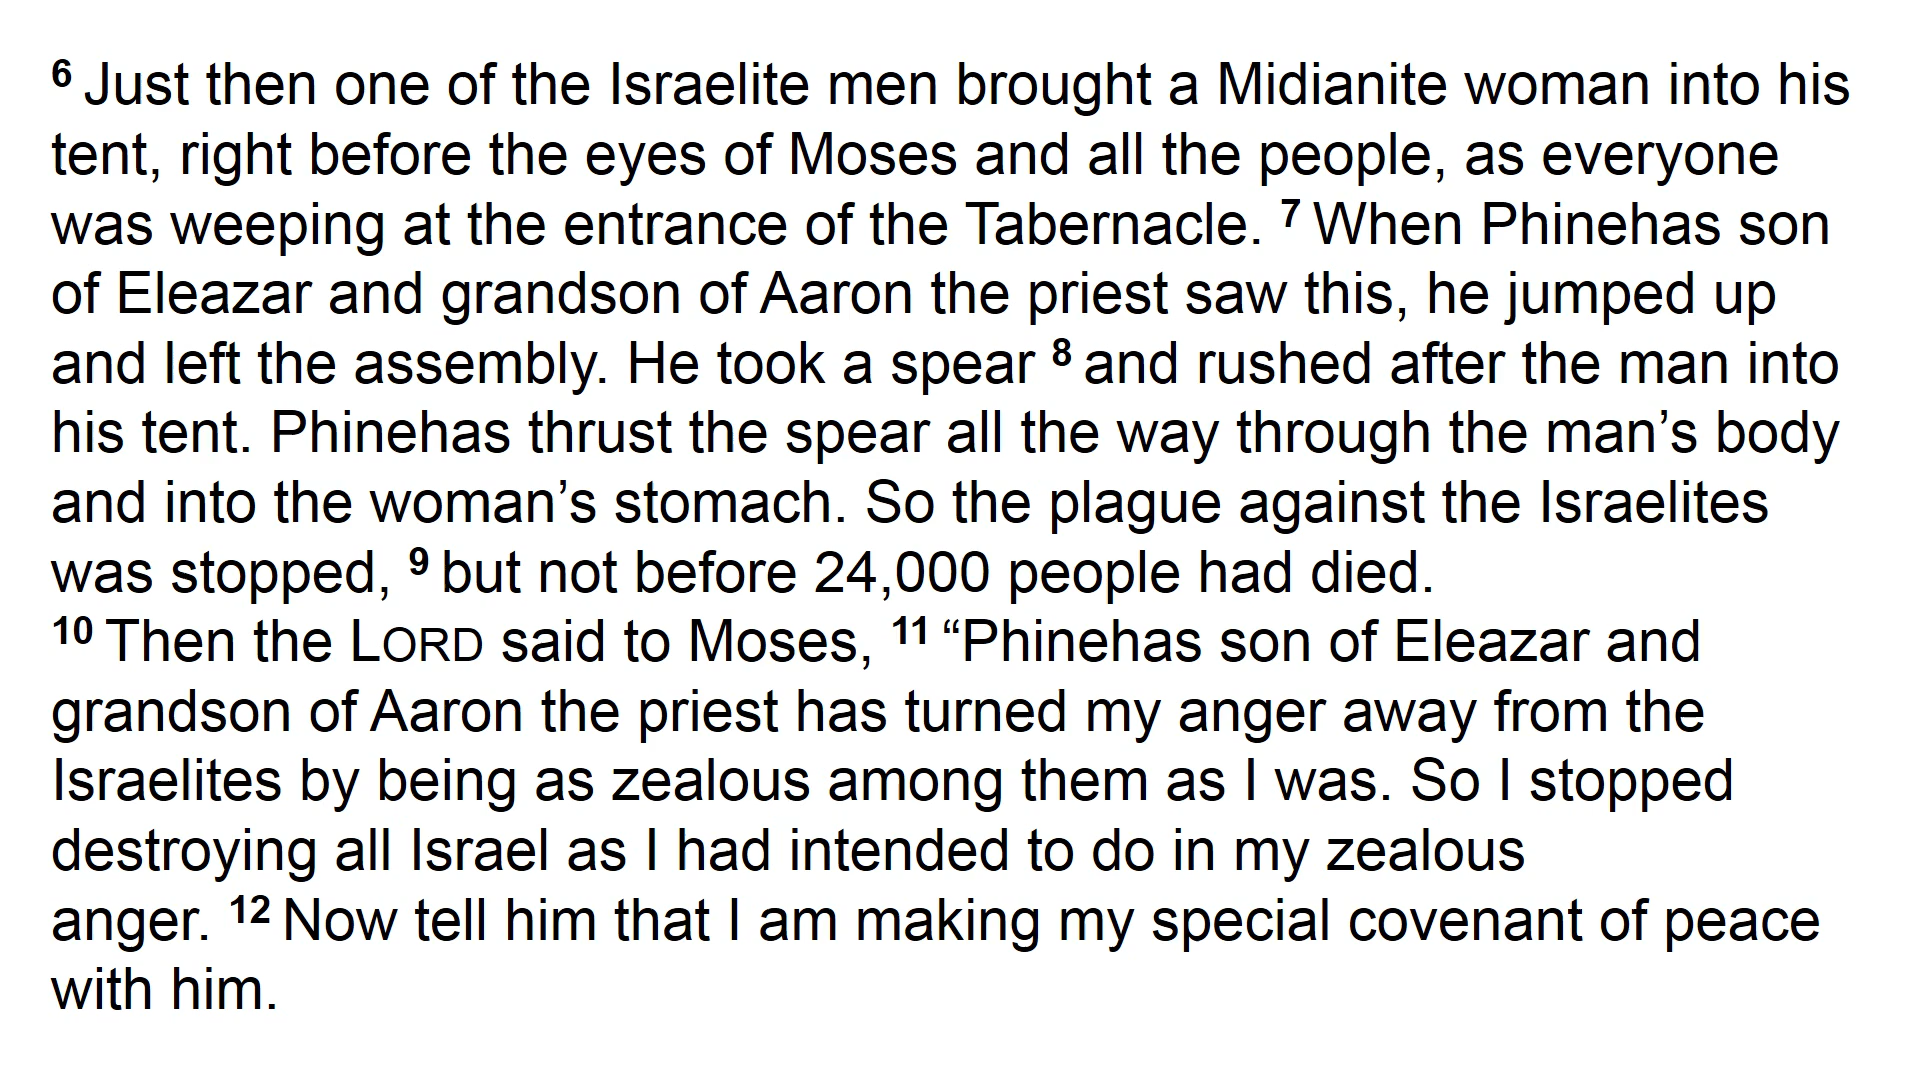 6 Just then one of the Israelite men brought a Midianite woman into his
tent, right before the eyes of Moses and all the people, as everyone
was weeping at the entrance of the Tabernacle. 7 When Phinehas son
of Eleazar and grandson of Aaron the priest saw this, he jumped up
and left the assembly. He took a spear 8 and rushed after the man into
his tent. Phinehas thrust the spear all the way through the man’s body
and into the woman’s stomach. So the plague against the Israelites
was stopped, 9 but not before 24,000 people had died.
10 Then the LORD said to Moses, 11 “Phinehas son of Eleazar and
grandson of Aaron the priest has turned my anger away from the
Israelites by being as zealous among them as I was. So I stopped
destroying all Israel as I had intended to do in my zealous
anger. 12 Now tell him that I am making my special covenant of peace
with him.